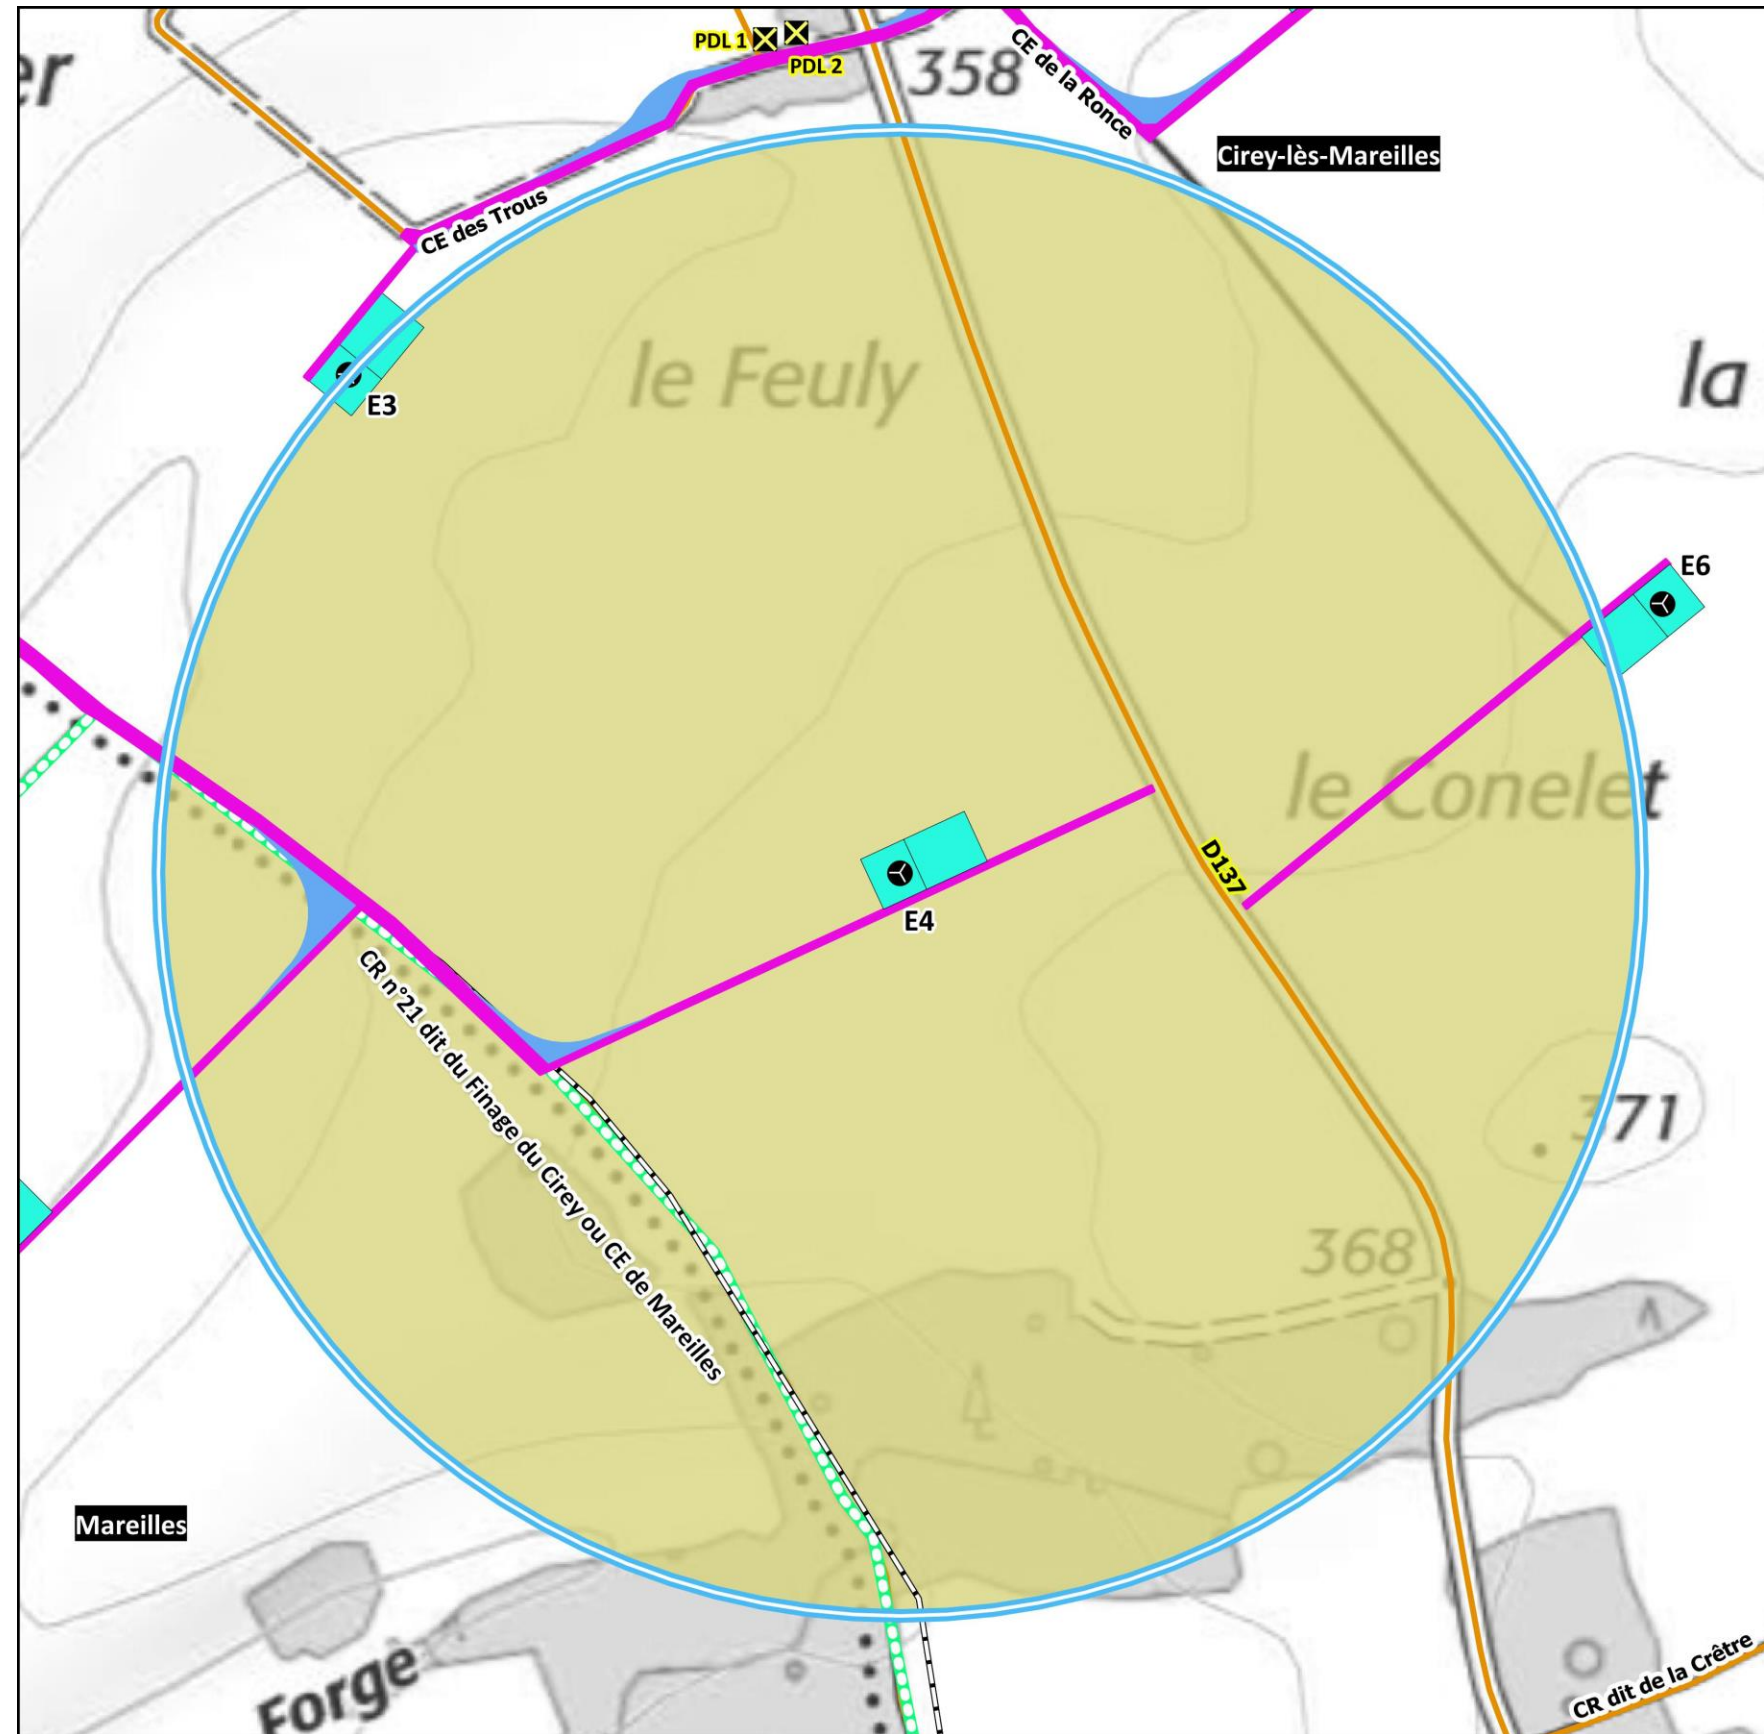 er
PDL 1
PDL 2
358
CE de la Ronce
Cirey-lès-Mareilles
CE des Trous
E3
le Feuly
la
E6
le Conelet
D137
E4
CR n°21 dit du Finage du Cirey ou CE de Mareilles
371
368
Mareilles
Forge
CR dit de la Crêtre